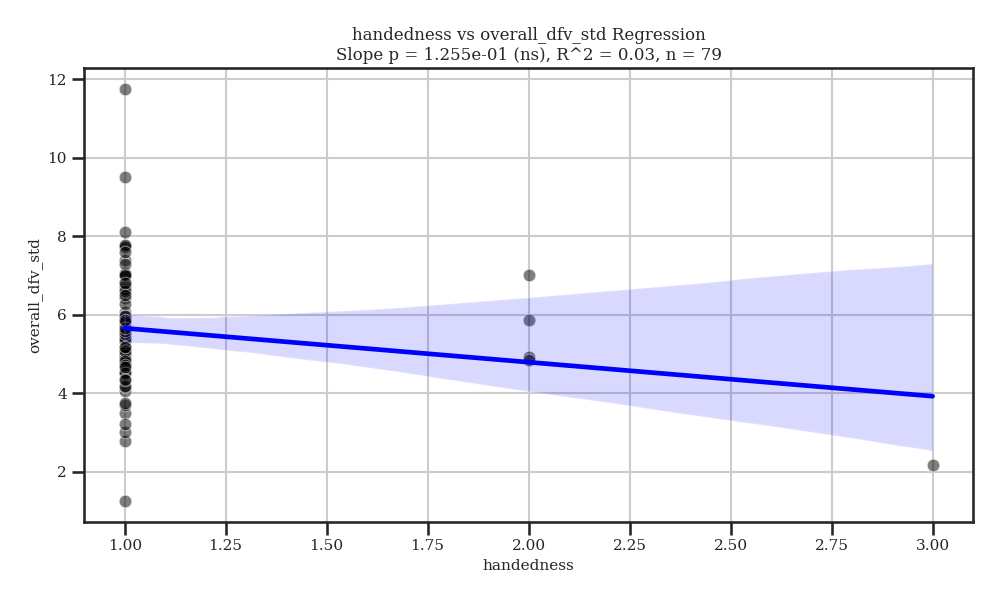 handedness vs overall_dfv_std Regression
Slope p = 1.255e-01 (ns), R^2 = 0.03, n = 79
12
10
8
6
4
2
overall_dfv_std
1.00 1.25 1.50 1.75 2.00 2.25 2.50 2.75 3.00
handedness